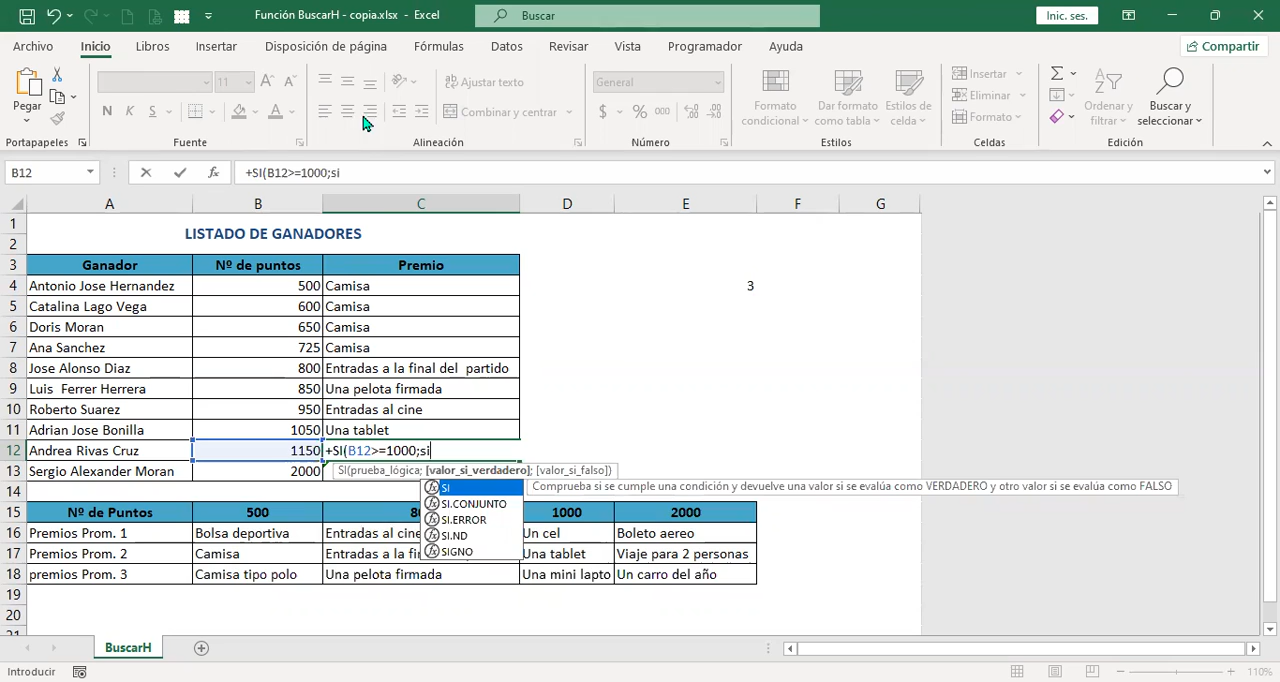 Función BuscarH - copia.xlsx - Excel
Buscar
Inic. ses.
Archivo Inicio Libros Insertar Disposición de página Fórmulas Datos Revisar Vista Programador Ayuda Compartir
Pegar
11
N K S
Ajustar texto
Combinar y centrar
General
$ % 000
Formato condicional
Dar formato como tabla
Estilos de celda
Insertar
Eliminar
Formato
Ordenar y filtrar
Buscar y seleccionar
Portapapeles Fuente Alineación Número Estilos Celdas Edición
B12 fx +SI(B12>=1000;si
A B C D E F G
1
LISTADO DE GANADORES
2
3 Ganador Nº de puntos Premio
4 Antonio Jose Hernandez 500 Camisa 3
5 Catalina Lago Vega 600 Camisa
6 Doris Moran 650 Camisa
7 Ana Sanchez 725 Camisa
8 Jose Alonso Diaz 800 Entradas a la final del partido
9 Luis Ferrer Herrera 850 Una pelota firmada
10 Roberto Suarez 950 Entradas al cine
11 Adrian Jose Bonilla 1050 Una tablet
12 Andrea Rivas Cruz 1150 +SI(B12>=1000;si
13 Sergio Alexander Moran 2000 SI(prueba_lógica; [valor_si_verdadero]; [valor_si_falso])
SI Comprueba si se cumple una condición y devuelve una valor si se evalúa como VERDADERO y otro valor si se evalúa como FALSO
SI.CONJUNTO
SI.ERROR
SI.ND
SIGNO
14
15 Nº de Puntos 500 1000 2000
16 Premios Prom. 1 Bolsa deportiva Entradas al cine Un cel Boleto aereo
17 Premios Prom. 2 Camisa Entradas a la fi Una tablet Viaje para 2 personas
18 premios Prom. 3 Camisa tipo polo Una pelota firmada Una mini lapto Un carro del año
19
20
21
BuscarH
Introducir 110%